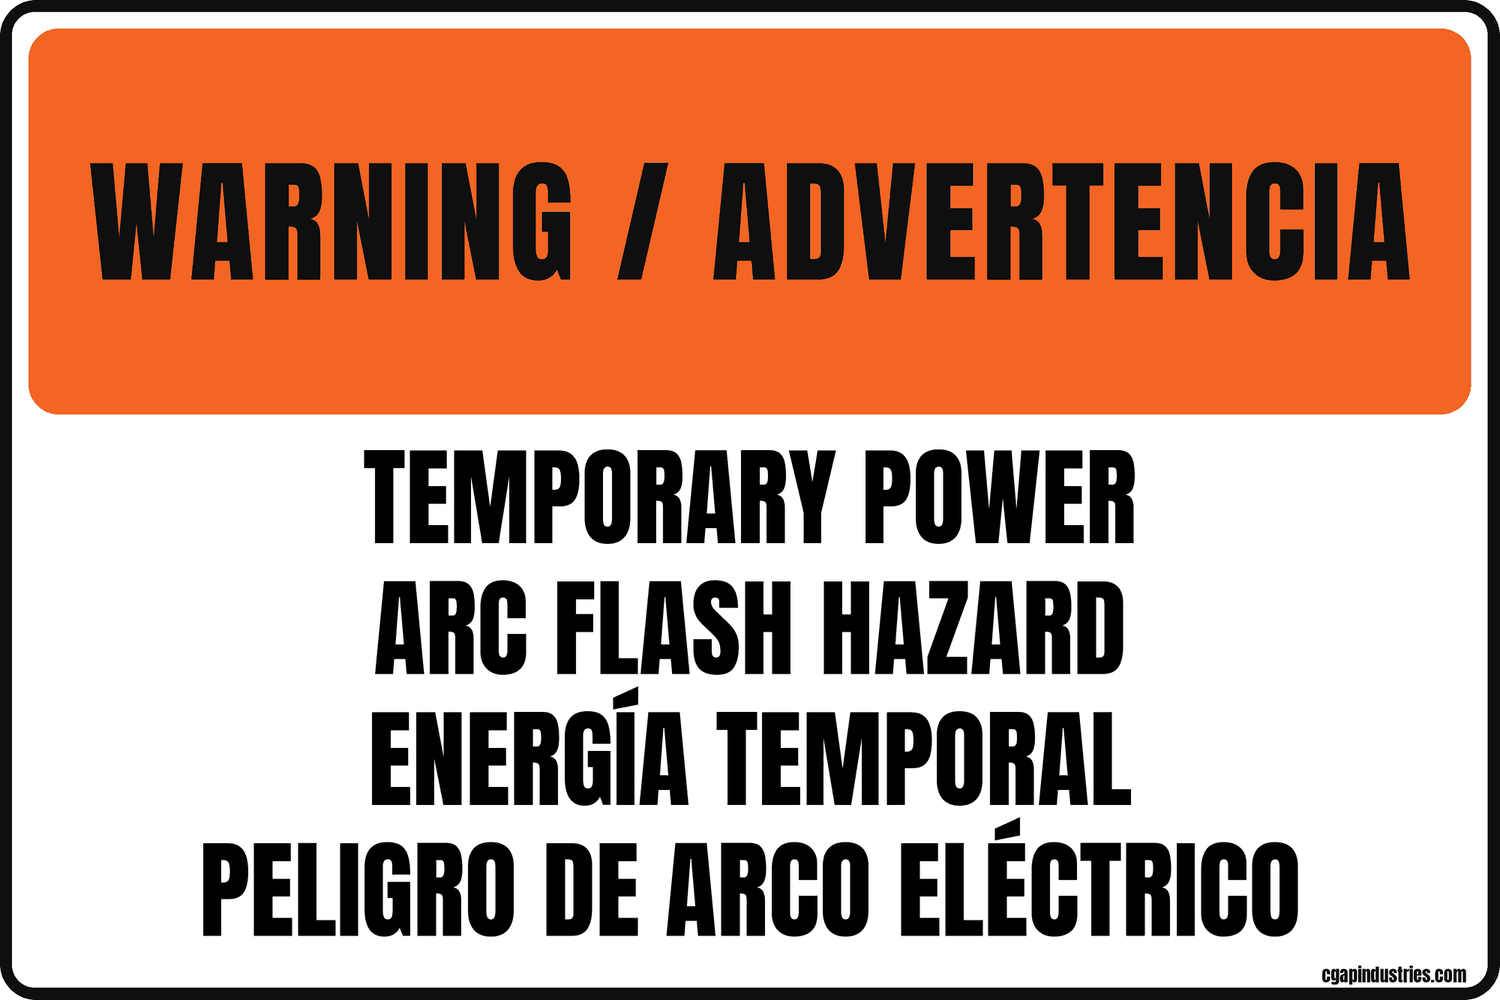 WARNING / ADVERTENCIA
TEMPORARY POWER
ARC FLASH HAZARD
ENERGÍA TEMPORAL
PELIGRO DE ARCO ELÉCTRICO
cgapindustries.com